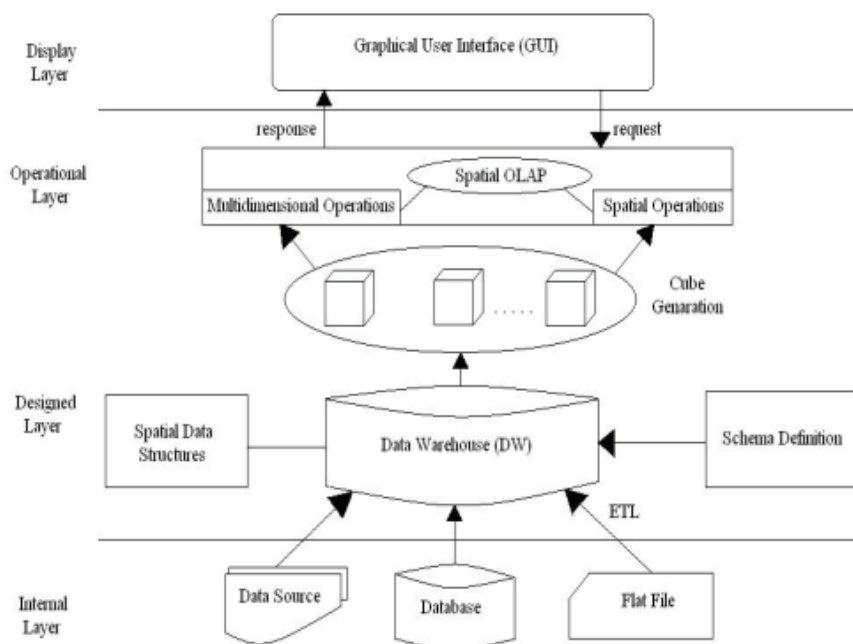 Display
Layer
Graphical User Interface (GUI)
response
request
Operational
Layer
Spatial OLAP
Multidimensional Operations
Spatial Operations
Cube
Genaration
Designed
Layer
Spatial Data
Structures
Data Warehouse (DW)
Schema Definition
ETL
Internal
Layer
Data Source
Database
Flat File